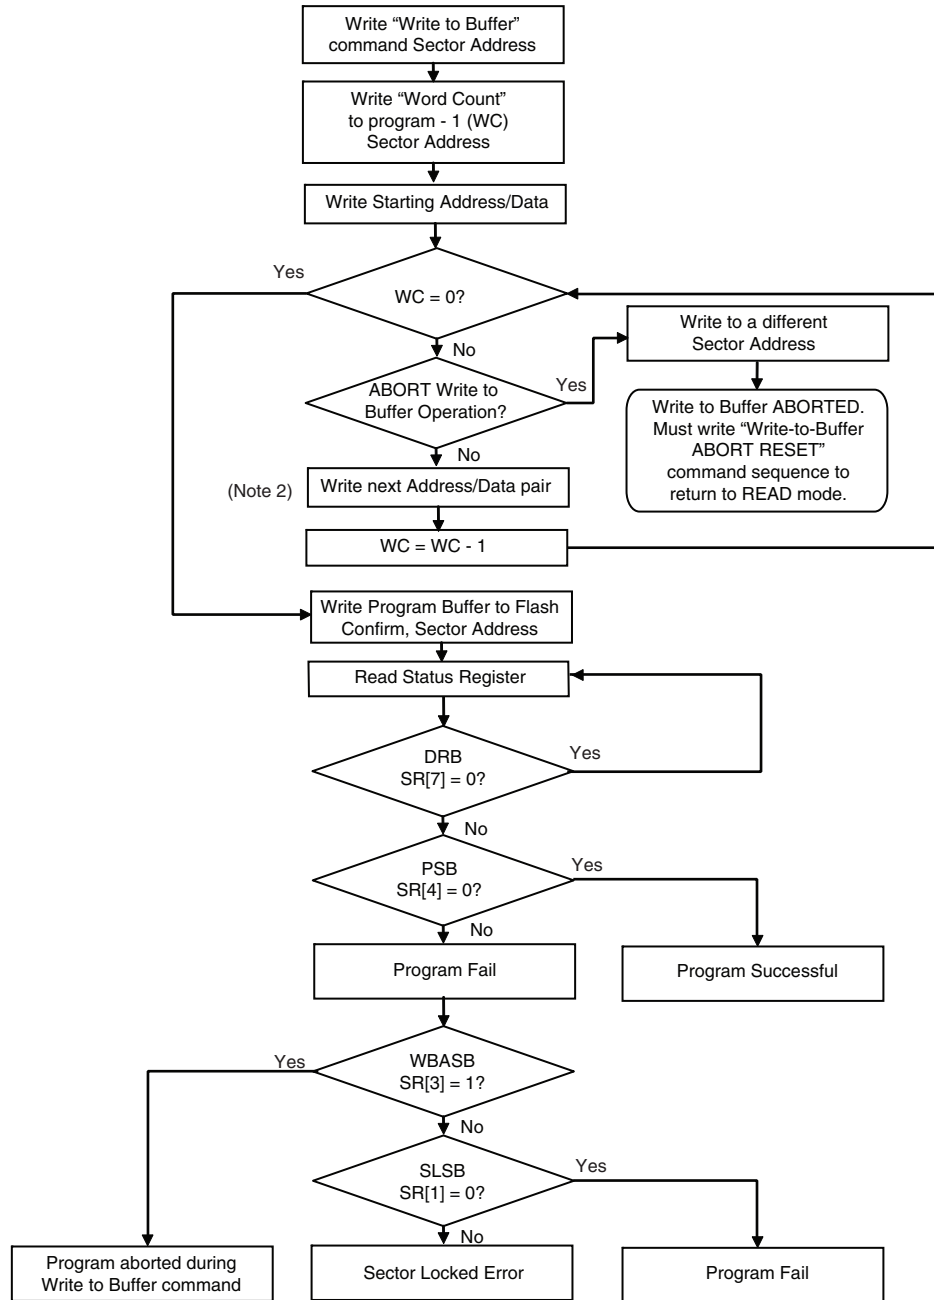 Write “Write to Buffer”
command Sector Address
Write “Word Count”
to program - 1 (WC)
Sector Address
Write Starting Address/Data
Yes
WC = 0?
No
Write to a different
Sector Address
ABORT Write to
Buffer Operation?
Yes
Write to Buffer ABORTED.
Must write “Write-to-Buffer
ABORT RESET”
command sequence to
return to READ mode.
No
(Note 2)
Write next Address/Data pair
WC = WC - 1
Write Program Buffer to Flash
Confirm, Sector Address
Read Status Register
DRB
SR[7] = 0?
Yes
No
PSB
SR[4] = 0?
Yes
No
Program Fail
Program Successful
Yes
WBASB
SR[3] = 1?
No
SLSB
SR[1] = 0?
Yes
No
Program aborted during
Write to Buffer command
Sector Locked Error
Program Fail